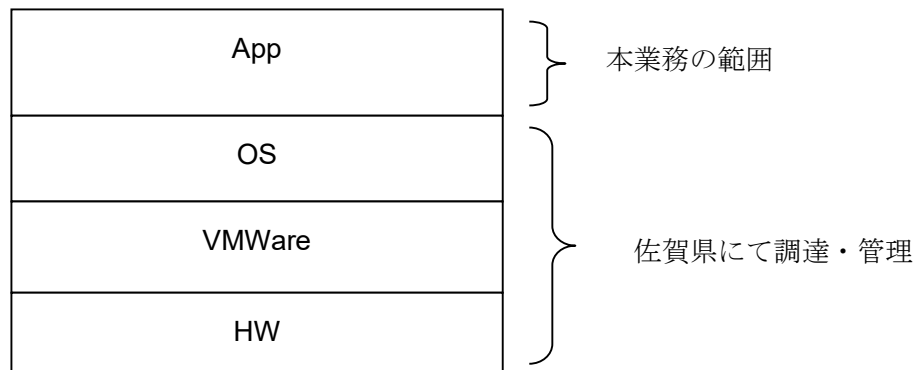 App
本業務の範囲
OS
VMWare
佐賀県にて調達・管理
HW